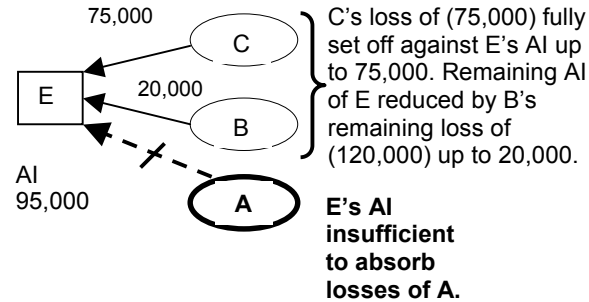 75,000
C
E
20,000
B
AI
95,000
A
C's loss of (75,000) fully
set off against E's AI up
to 75,000. Remaining AI
of E reduced by B's
remaining loss of
(120,000) up to 20,000.
E's AI
insufficient
to absorb
losses of A.